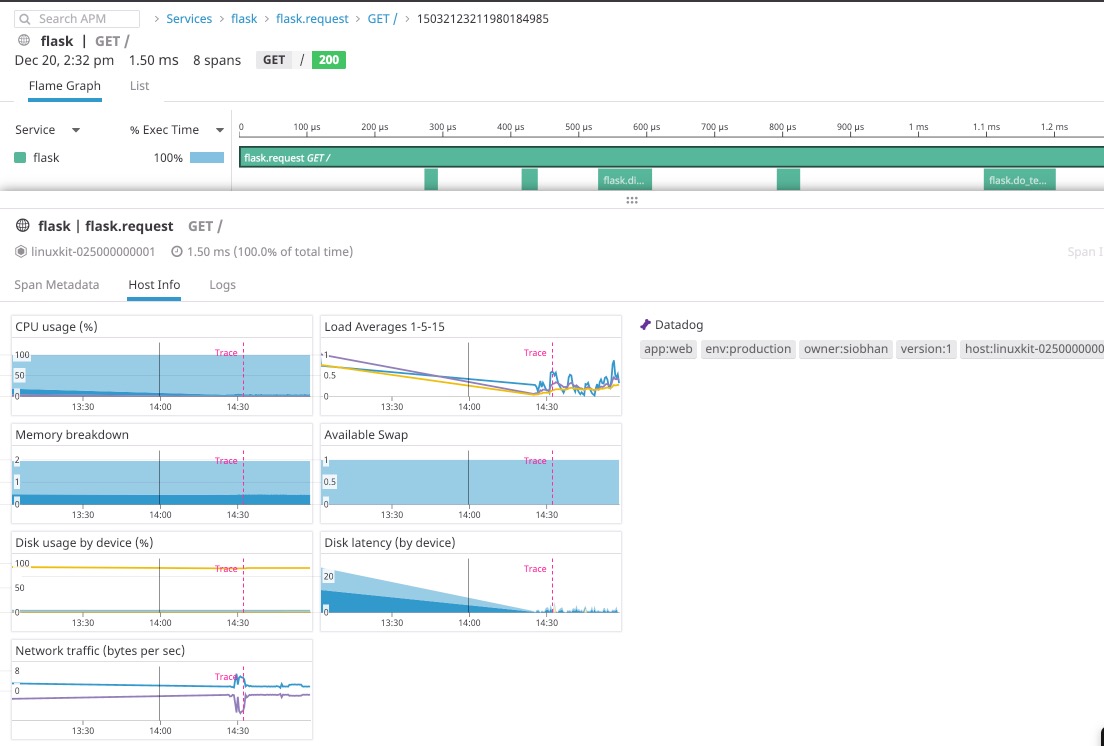 Search APM > Services > flask > flask.request > GET / > 15032123211980184985
flask | GET /
Dec 20, 2:32 pm 1.50 ms 8 spans GET / 200
Flame Graph List
Service % Exec Time 0 100 µs 200 µs 300 µs 400 µs 500 µs 600 µs 700 µs 800 µs 900 µs 1 ms 1.1 ms 1.2 ms
flask 100% flask.request GET /
flask.di... flask.do_te...
flask | flask.request GET /
linuxkit-025000000001 1.50 ms (100.0% of total time) Span I
Span Metadata Host Info Logs
CPU usage (%)
100
50
0
Trace
13:30 14:00 14:30
Load Averages 1-5-15
1
0.5
0
Trace
13:30 14:00 14:30
Datadog
app:web env:production owner:siobhan version:1 host:linuxkit-0250000000
Memory breakdown
2
1
0
Trace
13:30 14:00 14:30
Available Swap
1
0.5
0
Trace
13:30 14:00 14:30
Disk usage by device (%)
100
50
0
Trace
13:30 14:00 14:30
Disk latency (by device)
20
0
Trace
13:30 14:00 14:30
Network traffic (bytes per sec)
8
0
Trace
13:30 14:00 14:30